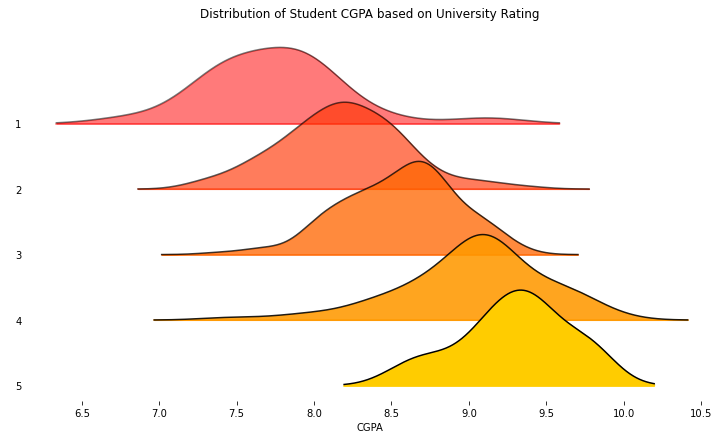 Distribution of Student CGPA based on University Rating
1
2
3
4
5
6.5 7.0 7.5 8.0 8.5 9.0 9.5 10.0 10.5
CGPA